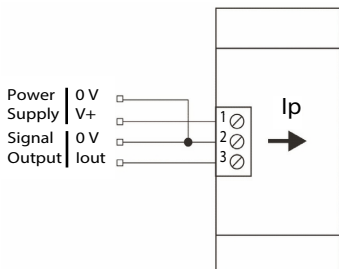 Power 0 V
Supply V+
Signal 0 V
Output Iout
1
2
3
Ip